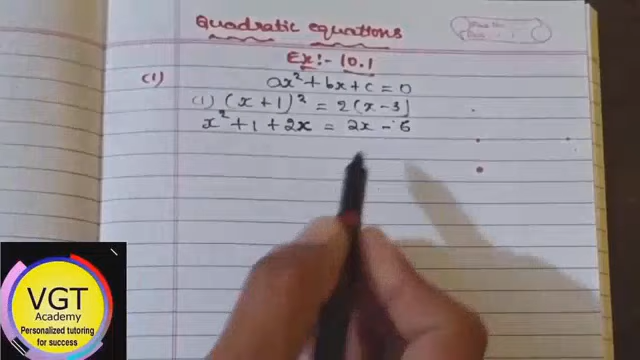 Quadratic equations
Ex:- 10.1
(1) ax² + bx + c = 0
(1) (x + 1)² = 2(x - 3)
x² + 1 + 2x = 2x - 6
VGT
Academy
Personalized tutoring
for success